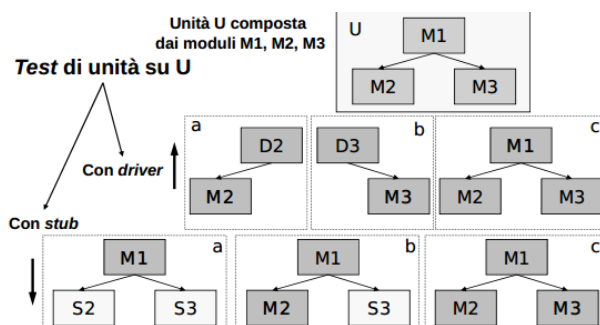 Unità U composta
dai moduli M1, M2, M3
U
M1
M2
M3
Test di unità su U
a
D2
M2
b
D3
M3
c
M1
M2
M3
Con driver
Con stub
a
M1
S2
S3
b
M1
M2
S3
c
M1
M2
M3